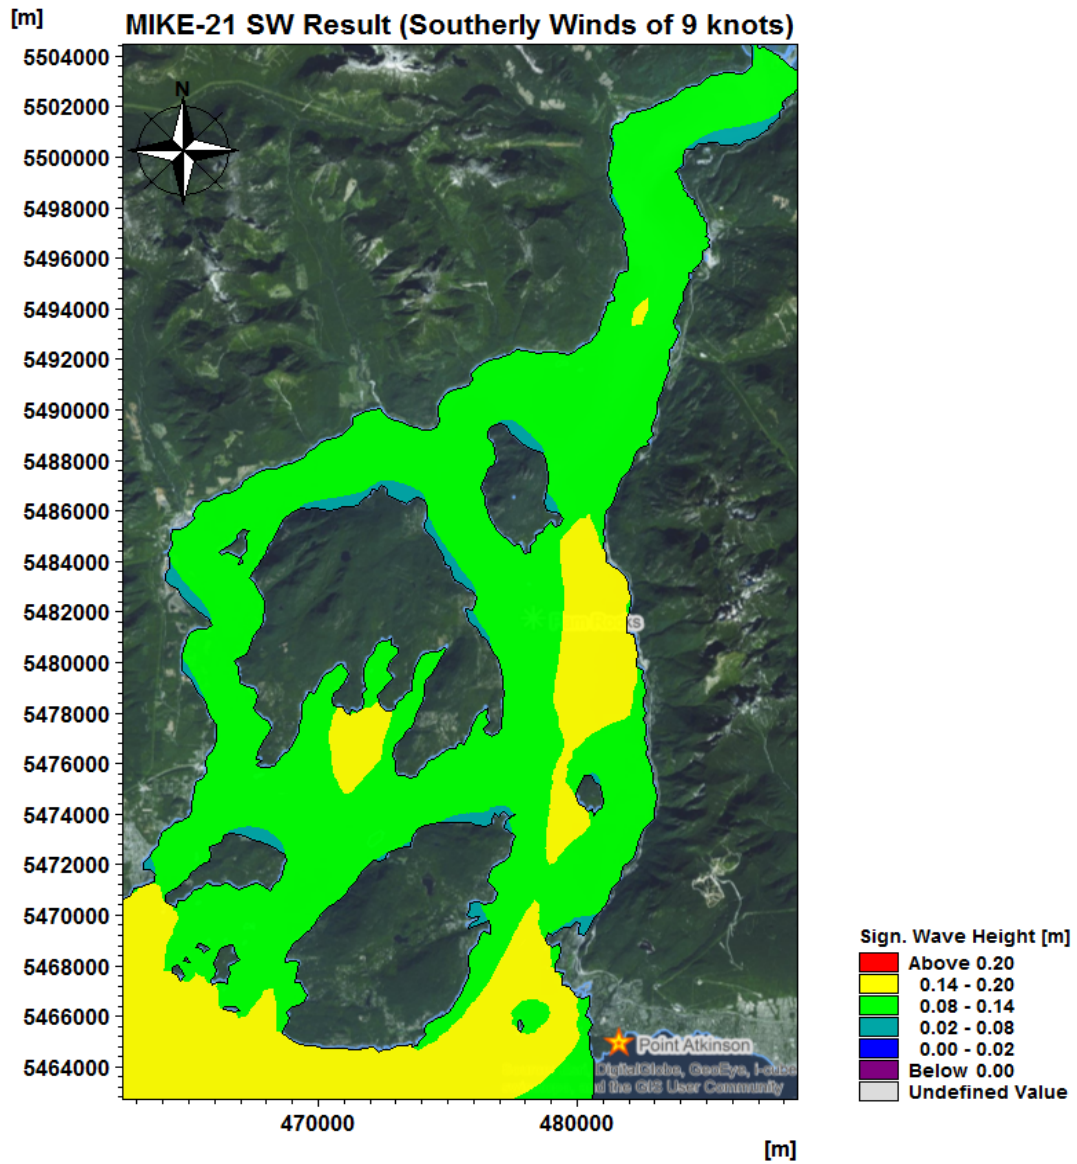 [m]
MIKE-21 SW Result (Southerly Winds of 9 knots)
5504000
5502000
5500000
5498000
5496000
5494000
5492000
5490000
5488000
5486000
5484000
5482000
5480000
5478000
5476000
5474000
5472000
5470000
5468000
5466000
5464000
N
Point Atkinson
DigitalGlobe, GeoEye,
the GIS User Community
470000 480000
[m]
Sign. Wave Height [m]
Above 0.20
0.14 - 0.20
0.08 - 0.14
0.02 - 0.08
0.00 - 0.02
Below 0.00
Undefined Value